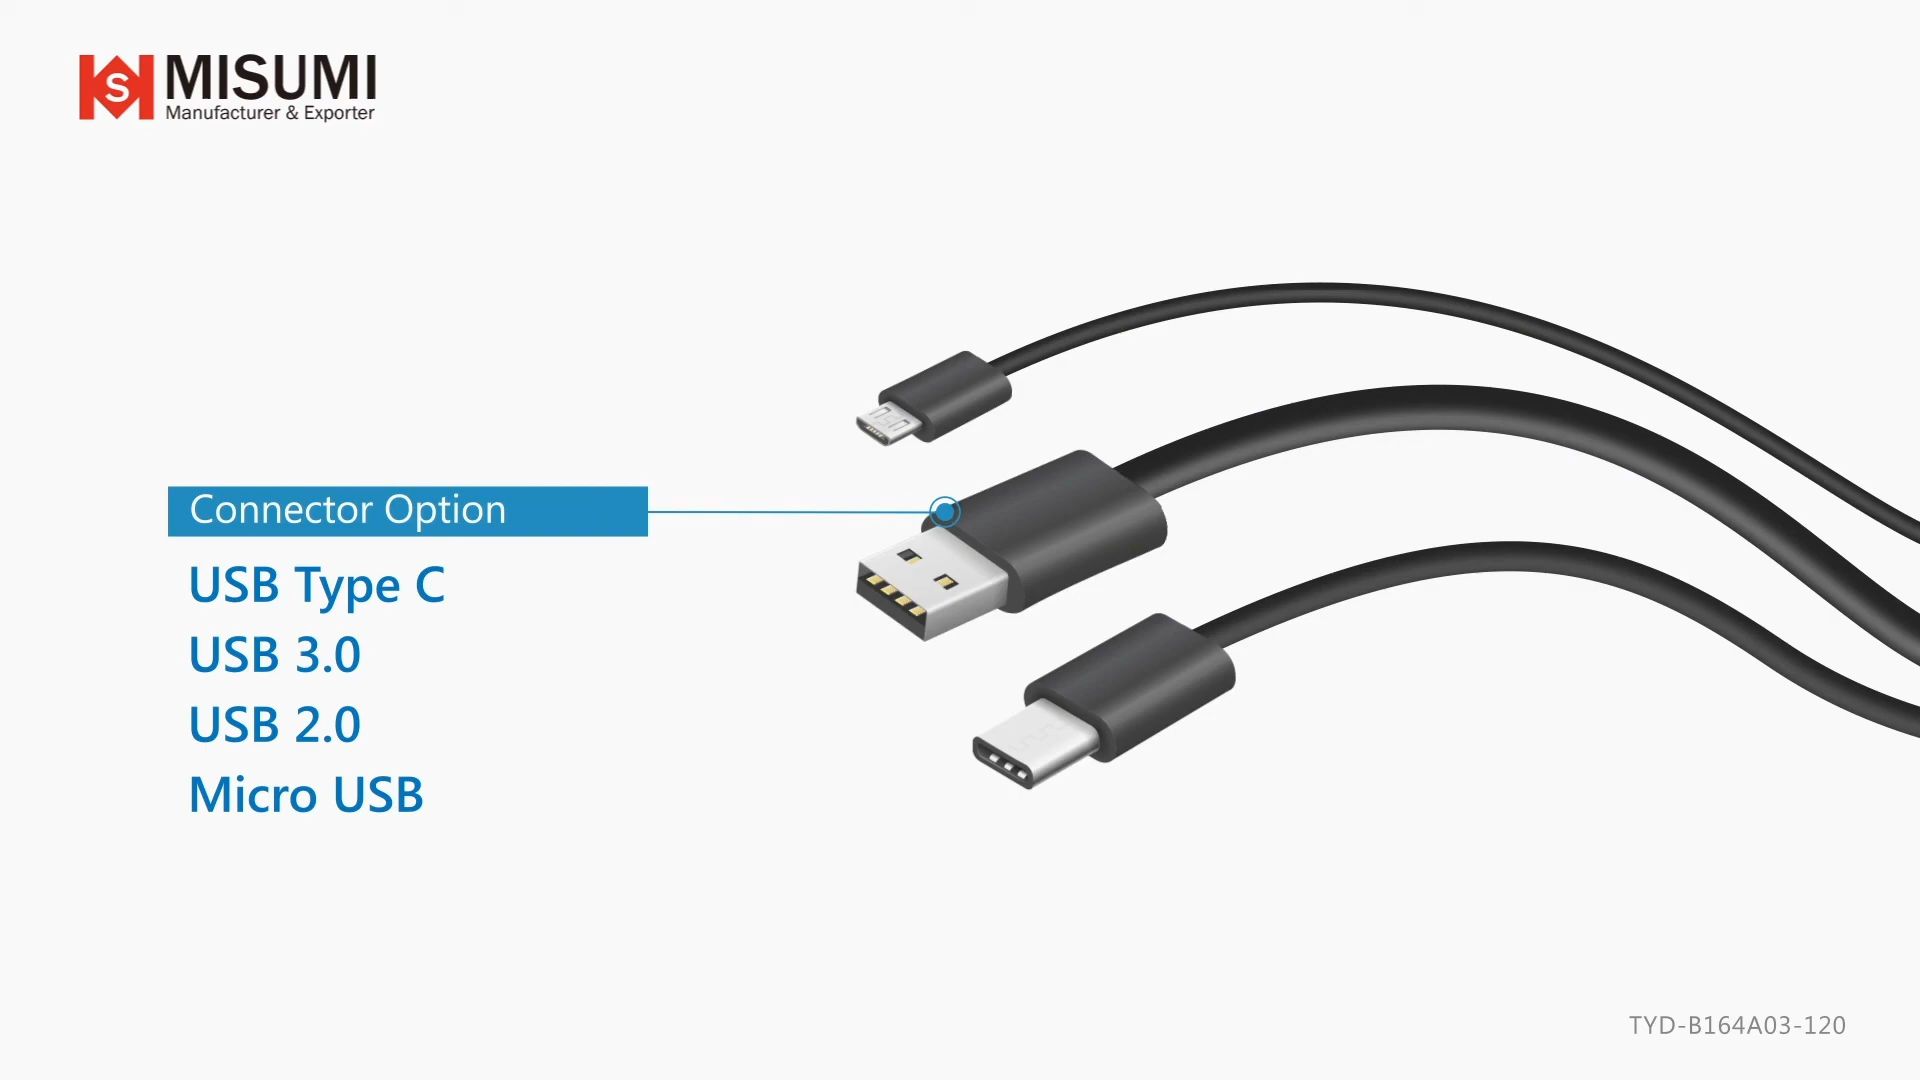 S
MISUMI
Manufacturer & Exporter
Connector Option
USB Type C
USB 3.0
USB 2.0
Micro USB
TYD-B164A03-120